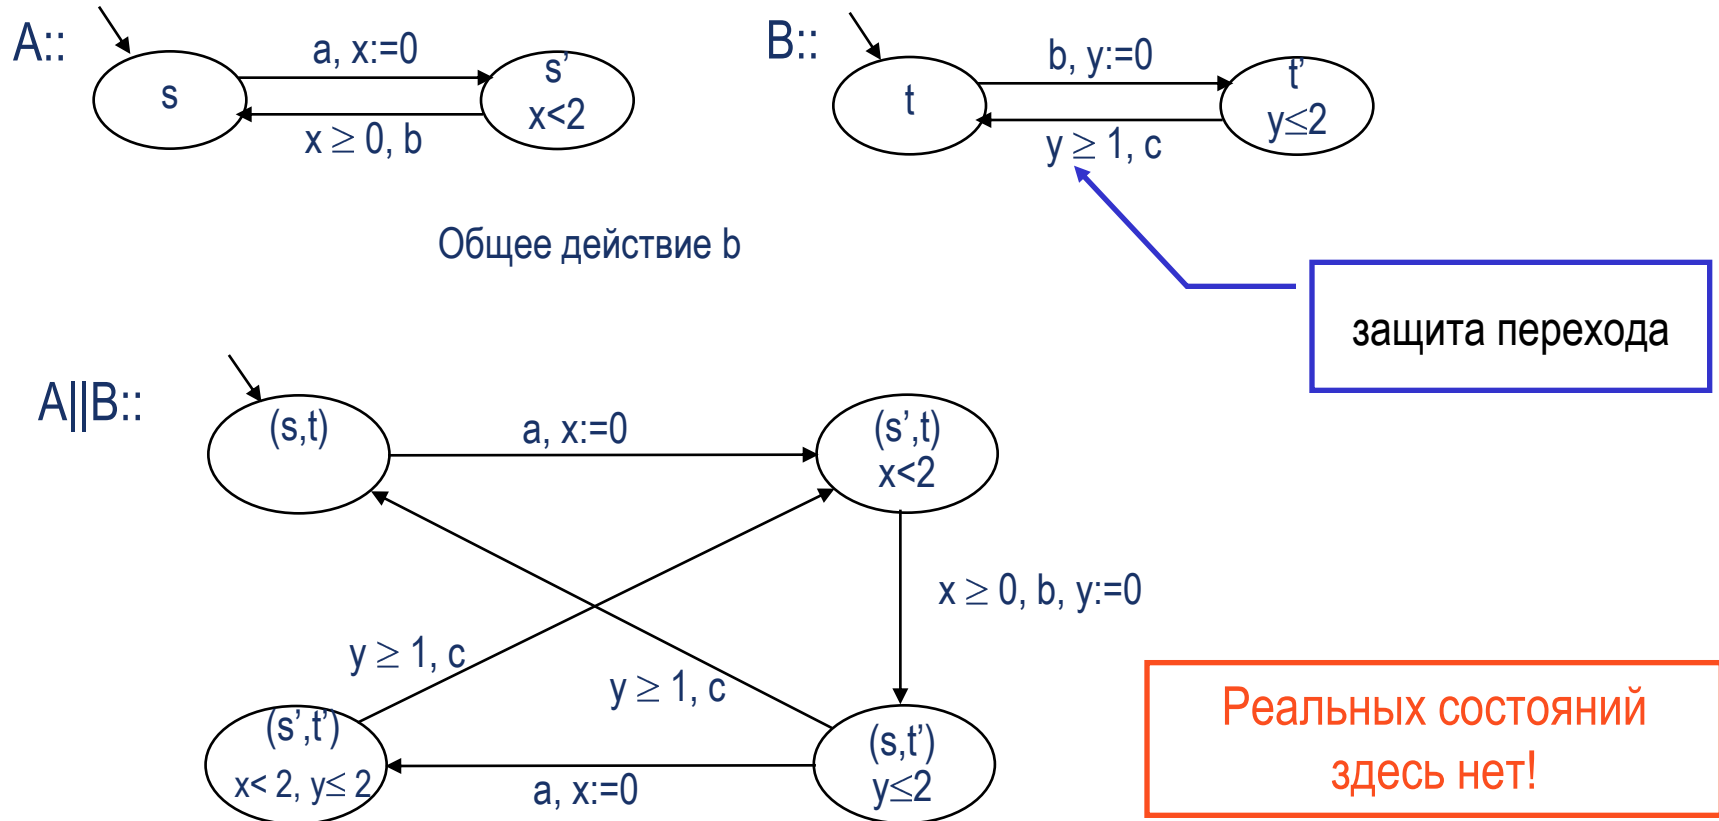 A::
a, x:=0
s
s’
x<2
x ≥ 0, b
B::
b, y:=0
t
t’
y≤2
y ≥ 1, c
Общее действие b
защита перехода
A||B::
(s,t)
a, x:=0
(s’,t)
x<2
x ≥ 0, b, y:=0
y ≥ 1, c
y ≥ 1, c
(s’,t’)
x< 2, y≤ 2
a, x:=0
(s,t’)
y≤2
Реальных состояний
здесь нет!